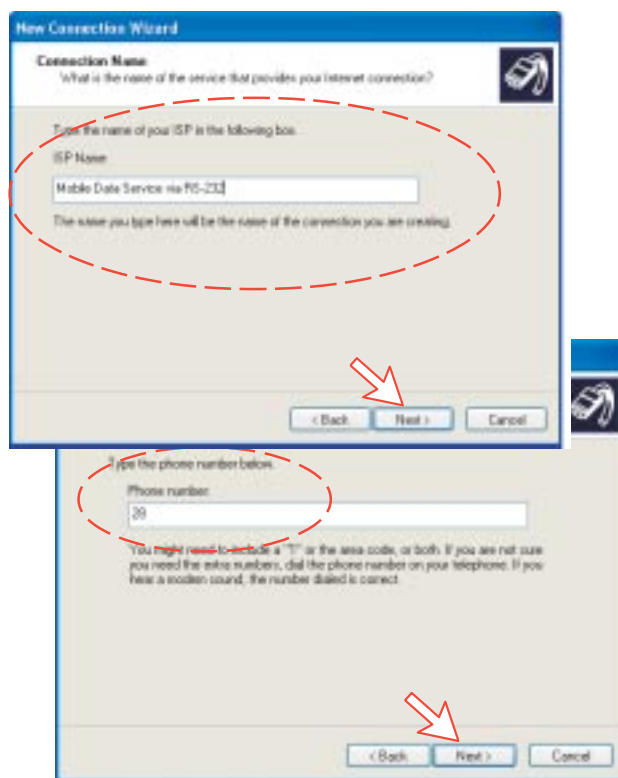 New Connection Wizard
Connection Name
What is the name of the service that provides your Internet connection?
Type the name of your ISP in the following box.
ISP Name
Mobile Data Service via RS-232
The name you type here will be the name of the connection you are creating.
< Back Next > Cancel
Type the phone number below.
Phone number:
28
You might need to include a "1" or the area code, or both. If you are not sure
you need the extra numbers, dial the phone number on your telephone. If you
hear a modem sound, the number dialed is correct.
< Back Next > Cancel